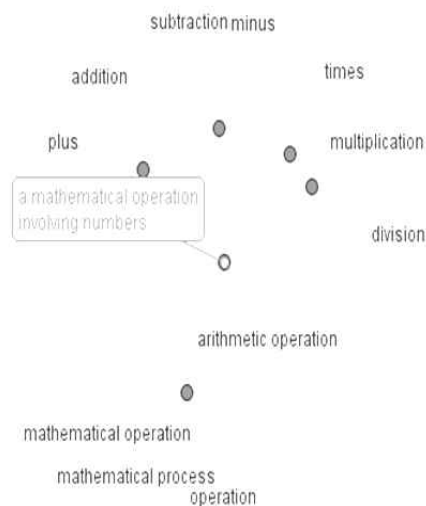 subtraction minus
addition
times
plus
multiplication
a mathematical operation
involving numbers
division
arithmetic operation
mathematical operation
mathematical process
operation